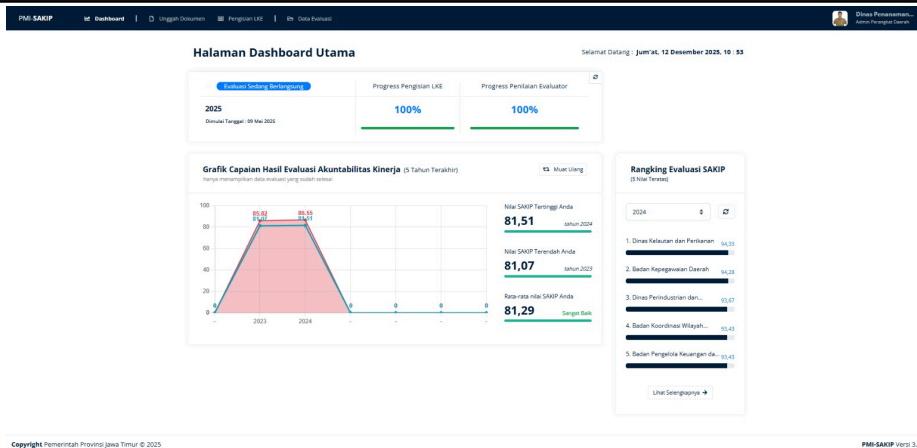 PMI-SAKIP
Dashboard
Unggah Dokumen
Pengisian LKE
Data Evaluasi
Dinas Penanaman...
Admin Perangkat Daerah
Halaman Dashboard Utama
Selamat Datang : Jum'at, 12 Desember 2025, 10 : 53
Evaluasi Sedang Berlangsung
Progress Pengisian LKE
Progress Penilaian Evaluator
2025
Dimulai Tanggal : 09 Mei 2025
100%
100%
Grafik Capaian Hasil Evaluasi Akuntabilitas Kinerja (5 Tahun Terakhir)
hanya menampilkan data evaluasi yang sudah selesai
Muat Ulang
100
80
60
40
20
0
85.82
81.07
86.55
81.51
0
0
0
0
0
-
2023
2024
-
-
-
-
Nilai SAKIP Tertinggi Anda
81,51
tahun 2024
Nilai SAKIP Terendah Anda
81,07
tahun 2023
Rata-rata nilai SAKIP Anda
81,29
Sangat Baik
Rangking Evaluasi SAKIP
(5 Nilai Teratas)
2024
1. Dinas Kelautan dan Perikanan 94,33
2. Badan Kepegawaian Daerah 94,28
3. Dinas Perindustrian dan... 93,67
4. Badan Koordinasi Wilayah... 93,43
5. Badan Pengelola Keuangan da... 93,43
Lihat Selengkapnya →
Copyright Pemerintah Provinsi Jawa Timur © 2025
PMI-SAKIP Versi 3.